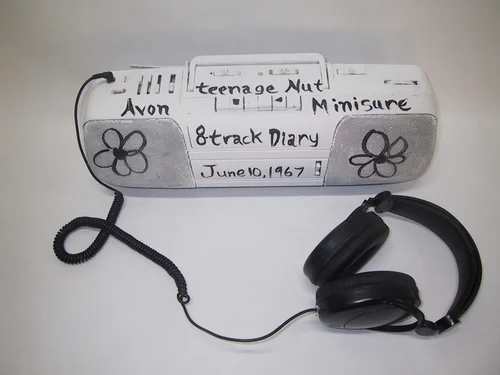 teenage Nut
Avon Minisure
8track Diary
June 10, 1967